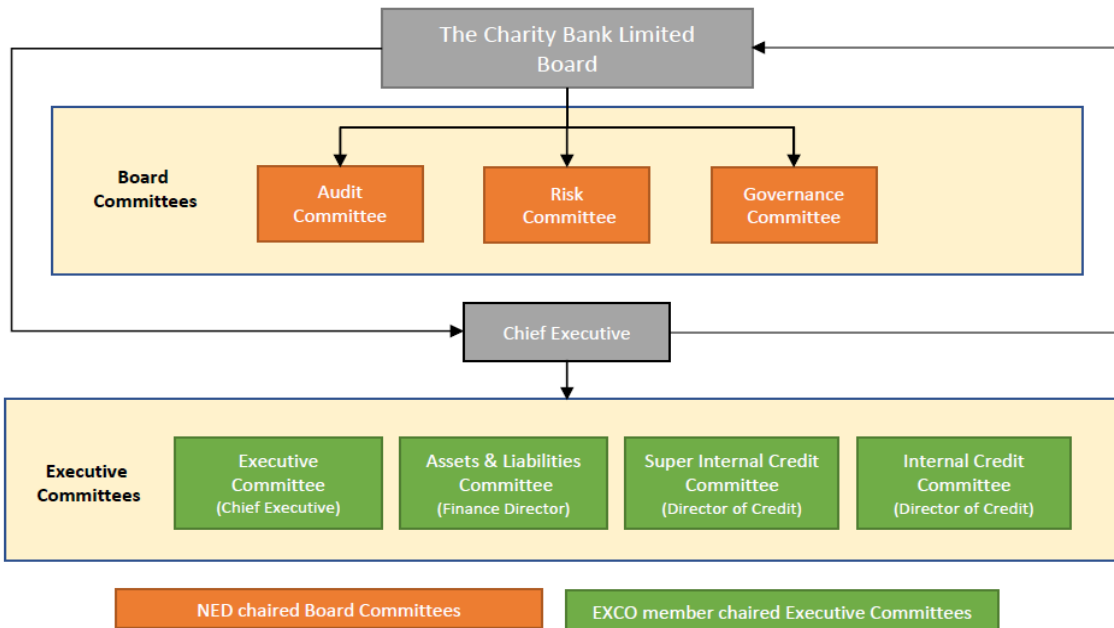 The Charity Bank Limited
Board
Board
Committees
Audit
Committee
Risk
Committee
Governance
Committee
Chief Executive
Executive
Committees
Executive
Committee
(Chief Executive)
Assets & Liabilities
Committee
(Finance Director)
Super Internal Credit
Committee
(Director of Credit)
Internal Credit
Committee
(Director of Credit)
NED chaired Board Committees
EXCO member chaired Executive Committees